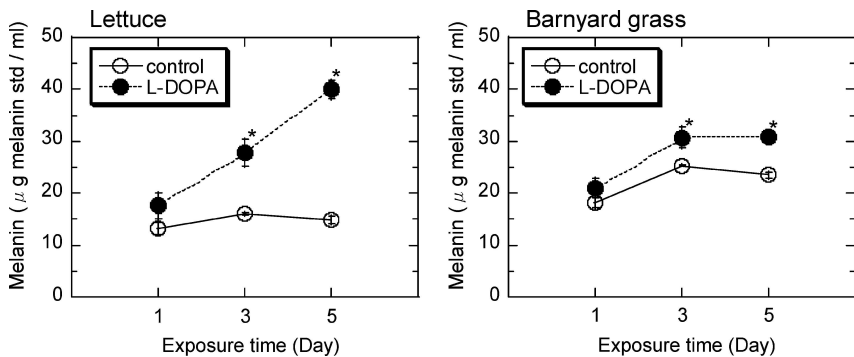 Lettuce
Melanin ( μ g melanin std / ml)
50
40
30
20
10
0
control
L-DOPA
*
*
1 3 5
Exposure time (Day)
Barnyard grass
Melanin ( μ g melanin std / ml)
50
40
30
20
10
0
control
L-DOPA
*
*
1 3 5
Exposure time (Day)